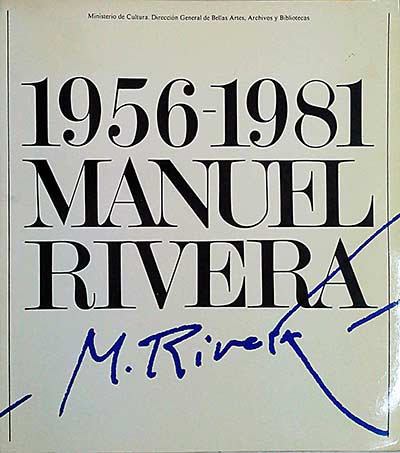 Ministerio de Cultura. Dirección General de Bellas Artes, Archivos y Bibliotecas
1956-1981
MANUEL
RIVERA
M. Rivera